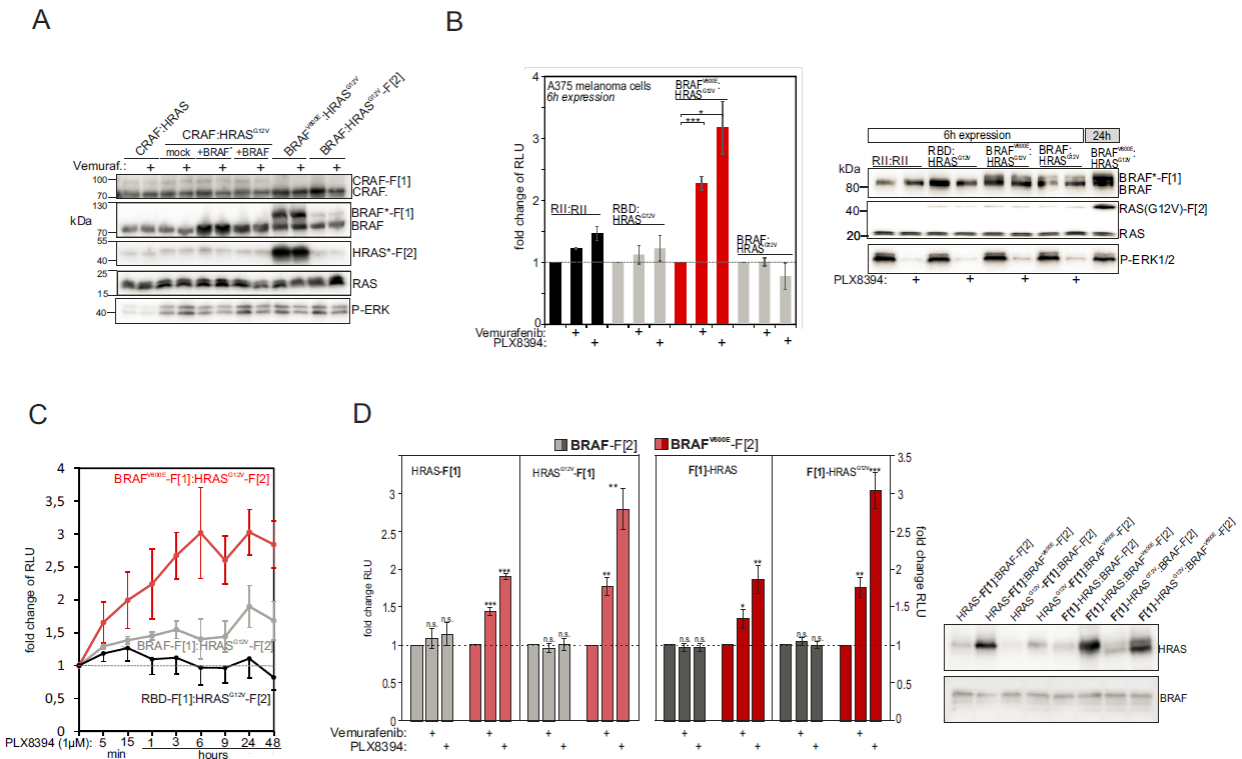 A
CRAF:HRAS
CRAF:HRAS^G12V
BRAF^V600E:HRAS^G12V
BRAF:HRAS^G12V-F[2]
mock +BRAF* +BRAF
Vemuraf.: + + + + + +
100
70
CRAF-F[1]
CRAF.
kDa
130
70
BRAF*-F[1]
BRAF
55
40
HRAS*-F[2]
25
15
RAS
40
P-ERK
B
fold change of RLU
4
3
2
1
0
A375 melanoma cells
6h expression
BRAF^V600E:
HRAS^G12V
*
***
RII:RII
RBD:
HRAS^G12V
BRAF:
HRAS^G12V
Vemurafenib: + + + +
PLX8394: + + + +
6h expression
24h
RII:RII
RBD:
HRAS^G12V
BRAF^V600E:
HRAS^G12V
BRAF:
HRAS^G12V
BRAF^V600E:
HRAS^G12V
kDa
80
BRAF*-F[1]
BRAF
40
RAS(G12V)-F[2]
20
RAS
P-ERK1/2
PLX8394: + + + +
C
fold change of RLU
4
3,5
3
2,5
2
1,5
1
0,5
0
BRAF^V600E-F[1]:HRAS^G12V-F[2]
BRAF-F[1]:HRAS^G12V-F[2]
RBD-F[1]:HRAS^G12V-F[2]
PLX8394 (1µM): 5 15 1 3 6 9 24 48
min hours
D
BRAF-F[2]
BRAF^V600E-F[2]
fold change RLU
3
2.5
2
1.5
1
0.5
0
HRAS-F[1]
n.s. n.s. *** ***
HRAS^G12V-F[1]
n.s. n.s. ** **
F[1]-HRAS
n.s. n.s. * **
F[1]-HRAS^G12V
n.s. n.s. ** ***
3.5
3
2.5
2
1.5
1
0.5
0
fold change RLU
Vemurafenib: + + + + + + + +
PLX8394: + + + + + + + +
HRAS-F[1]:BRAF-F[2]
HRAS-F[1]:BRAF^V600E-F[2]
HRAS^G12V-F[1]:BRAF-F[2]
HRAS^G12V-F[1]:BRAF^V600E-F[2]
F[1]-HRAS:BRAF-F[2]
F[1]-HRAS:BRAF^V600E-F[2]
F[1]-HRAS^G12V:BRAF-F[2]
F[1]-HRAS^G12V:BRAF^V600E-F[2]
HRAS
BRAF